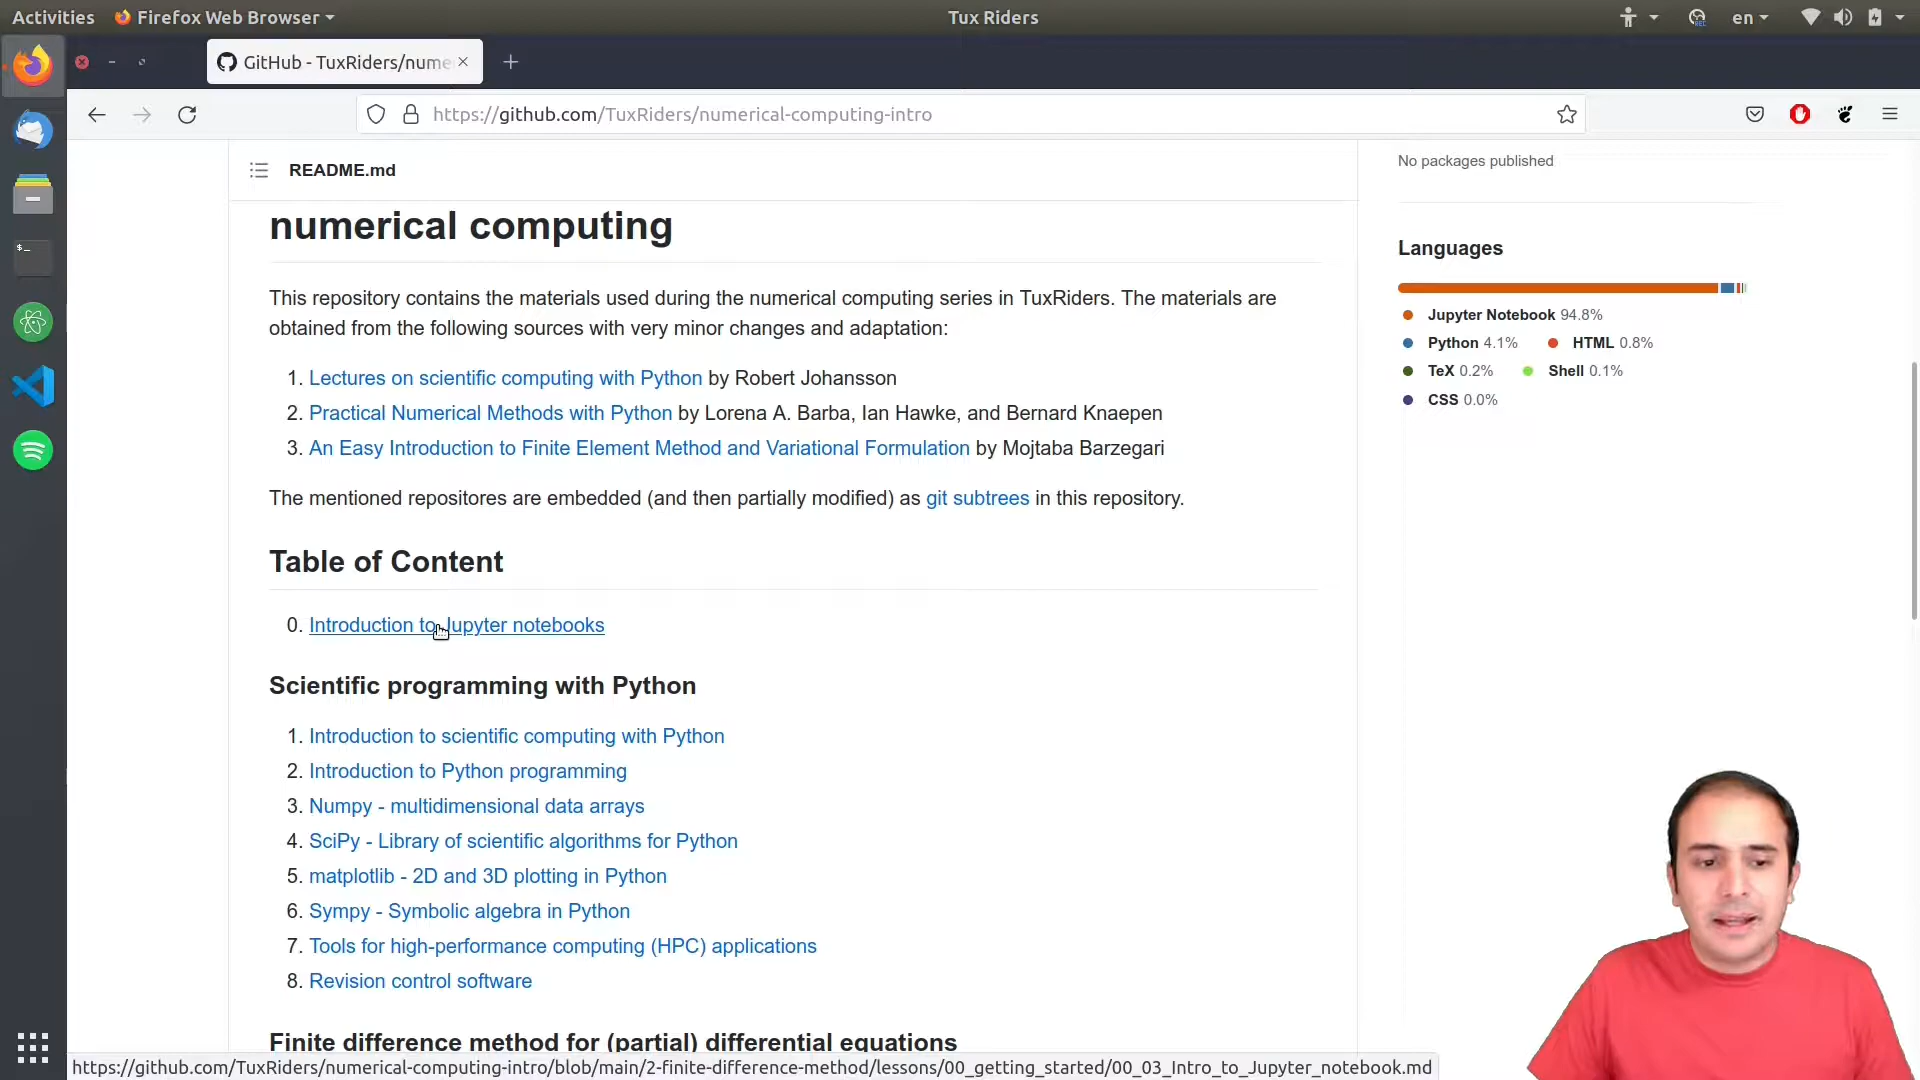 Activities
Firefox Web Browser
Tux Riders
en
GitHub - TuxRiders/nume
https://github.com/TuxRiders/numerical-computing-intro
README.md
numerical computing
This repository contains the materials used during the numerical computing series in TuxRiders. The materials are
obtained from the following sources with very minor changes and adaptation:
1. Lectures on scientific computing with Python by Robert Johansson
2. Practical Numerical Methods with Python by Lorena A. Barba, Ian Hawke, and Bernard Knaepen
3. An Easy Introduction to Finite Element Method and Variational Formulation by Mojtaba Barzegari
The mentioned repositores are embedded (and then partially modified) as git subtrees in this repository.
Table of Content
0. Introduction to Jupyter notebooks
Scientific programming with Python
1. Introduction to scientific computing with Python
2. Introduction to Python programming
3. Numpy - multidimensional data arrays
4. SciPy - Library of scientific algorithms for Python
5. matplotlib - 2D and 3D plotting in Python
6. Sympy - Symbolic algebra in Python
7. Tools for high-performance computing (HPC) applications
8. Revision control software
Finite difference method for (partial) differential equations
No packages published
Languages
Jupyter Notebook 94.8%
Python 4.1% HTML 0.8%
TeX 0.2% Shell 0.1%
CSS 0.0%
https://github.com/TuxRiders/numerical-computing-intro/blob/main/2-finite-difference-method/lessons/00_getting_started/00_03_Intro_to_Jupyter_notebook.md